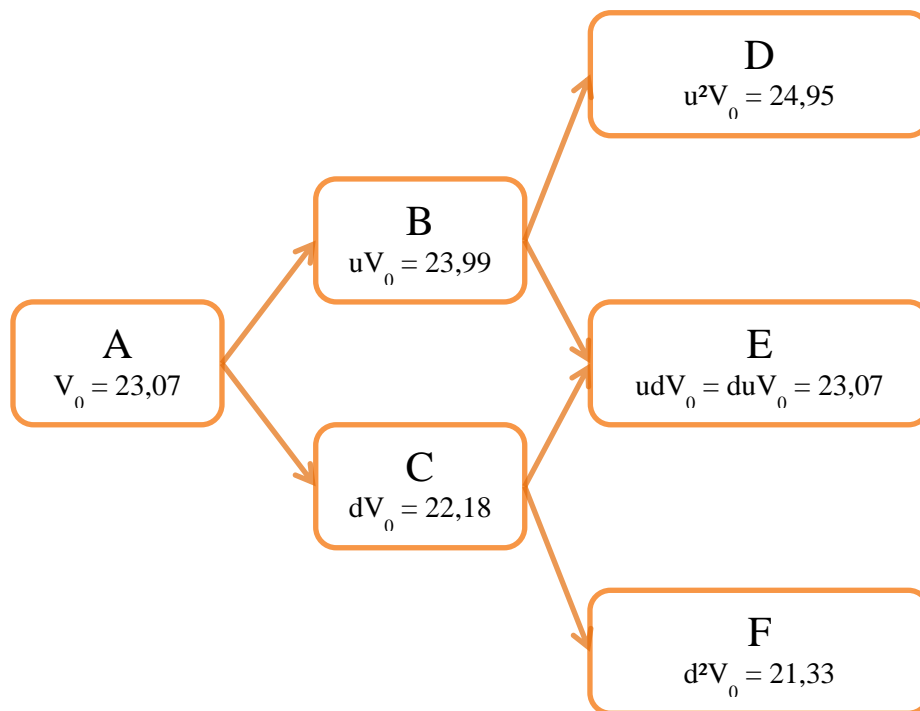 A
V₀ = 23,07
B
uV₀ = 23,99
C
dV₀ = 22,18
D
u²V₀ = 24,95
E
udV₀ = duV₀ = 23,07
F
d²V₀ = 21,33